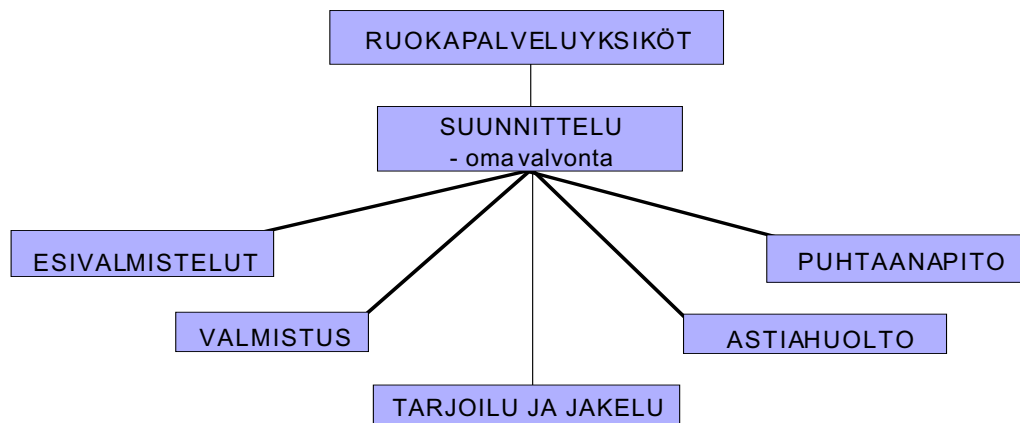 RUOKAPALVELUYKSIKÖT
SUUNNITTELU
- oma valvonta
ESIVALMISTELUT
PUHTAANAPITO
VALMISTUS
ASTIAHUOLTO
TARJOILU JA JAKELU